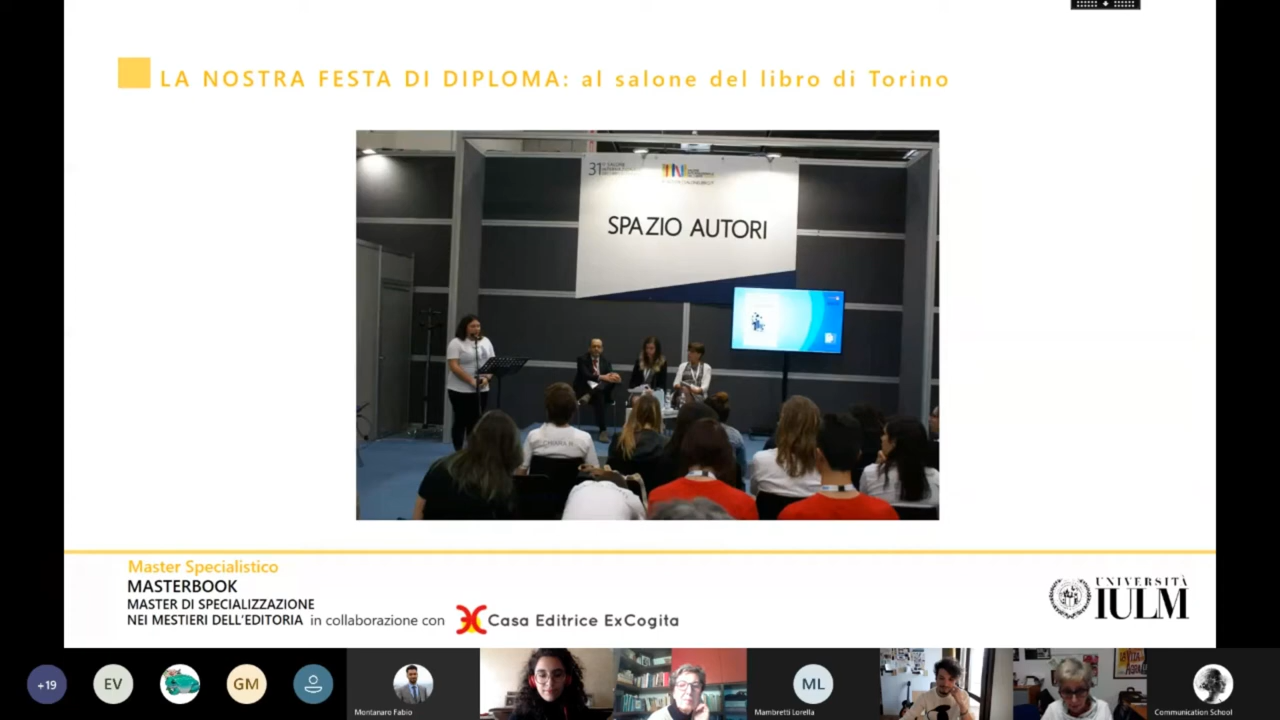 LA NOSTRA FESTA DI DIPLOMA: al salone del libro di Torino
31
SPAZIO AUTORI
Master Specialistico
MASTERBOOK
MASTER DI SPECIALIZZAZIONE
NEI MESTIERI DELL'EDITORIA in collaborazione con
Casa Editrice ExCogita
UNIVERSITÀ
IULM
+19
EV
GM
ML
Montanaro Fabio
Mambretti Lorella
Communication School